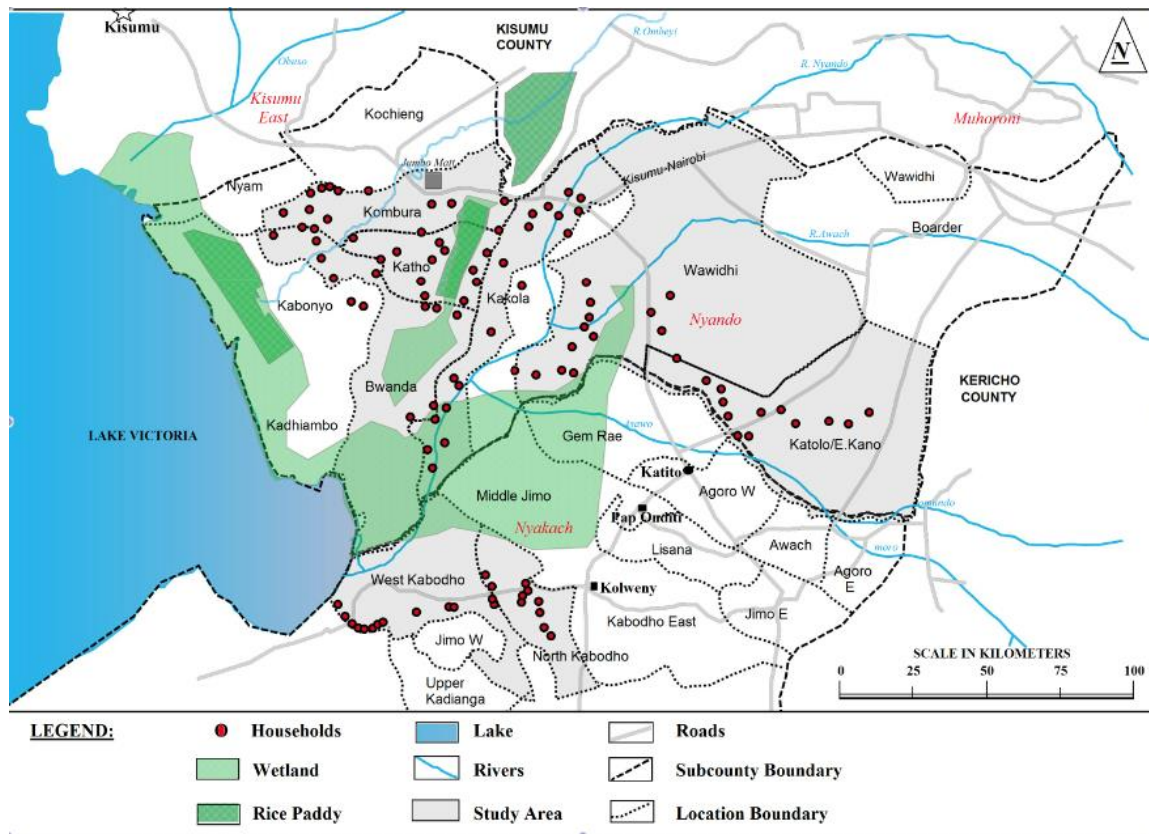 Kisumu
KISUMU
COUNTY
R.Ombeyi
Obuso
R. Nyando
N
Kisumu
East
Kochieng
Muhoroni
Jambo Matt
Kisumu-Nairobi
Nyam
Wawidhi
Kombura
Boarder
R.Awach
Katho
Wawidhi
Kakola
Kabonyo
Nyando
Bwanda
KERICHO
COUNTY
Kadhiambo
LAKE VICTORIA
Gem Rae
Katolo/E.Kano
Katito
Middle Jimo
Agoro W
Nyakach
Pap Onditi
Lisana
Awach
Agoro
E
West Kabodho
Kolweny
Kabodho East
Jimo E
Jimo W
North Kabodho
Upper
Kadianga
SCALE IN KILOMETERS
0 25 50 75 100
LEGEND:
Households
Lake
Roads
Wetland
Rivers
Subcounty Boundary
Rice Paddy
Study Area
Location Boundary